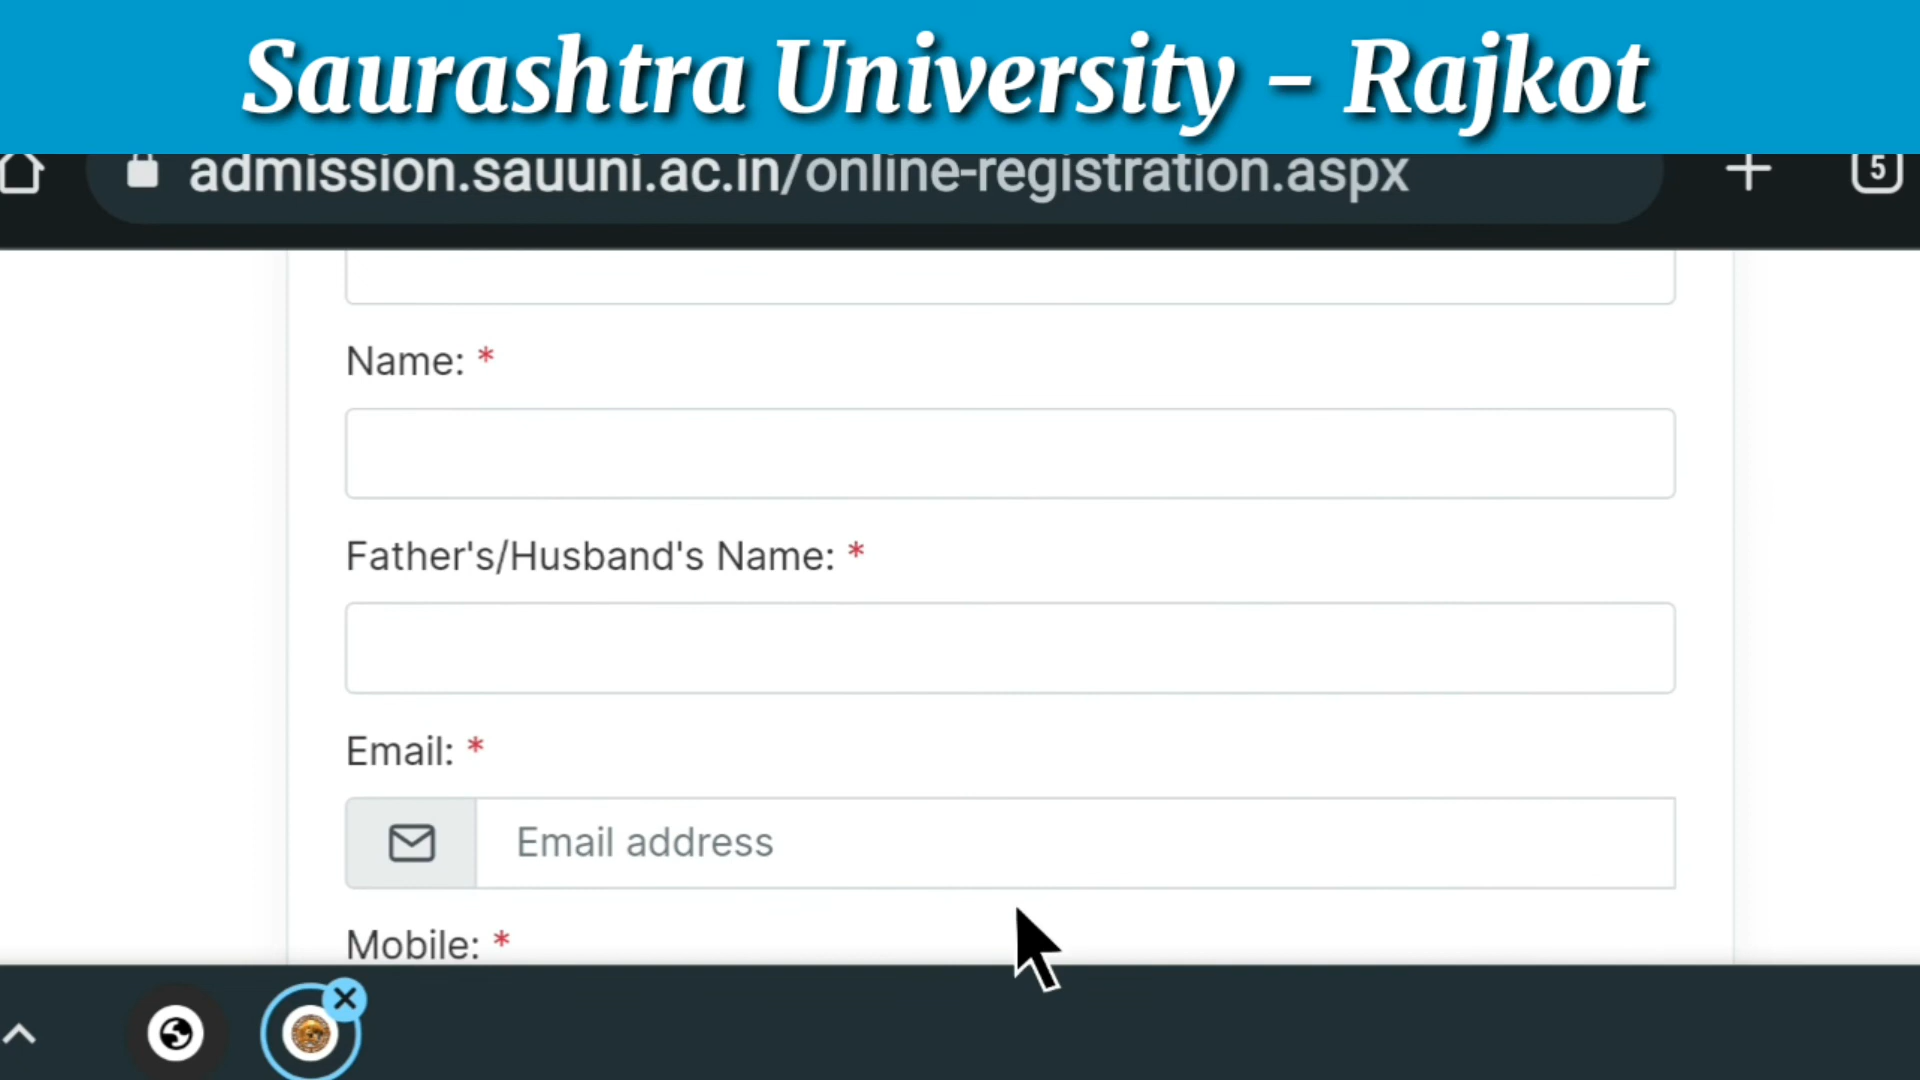 Saurashtra University – Rajkot
admission.sauuni.ac.in/online-registration.aspx
5
Name: *
Father's/Husband's Name: *
Email: *
Email address
Mobile: *